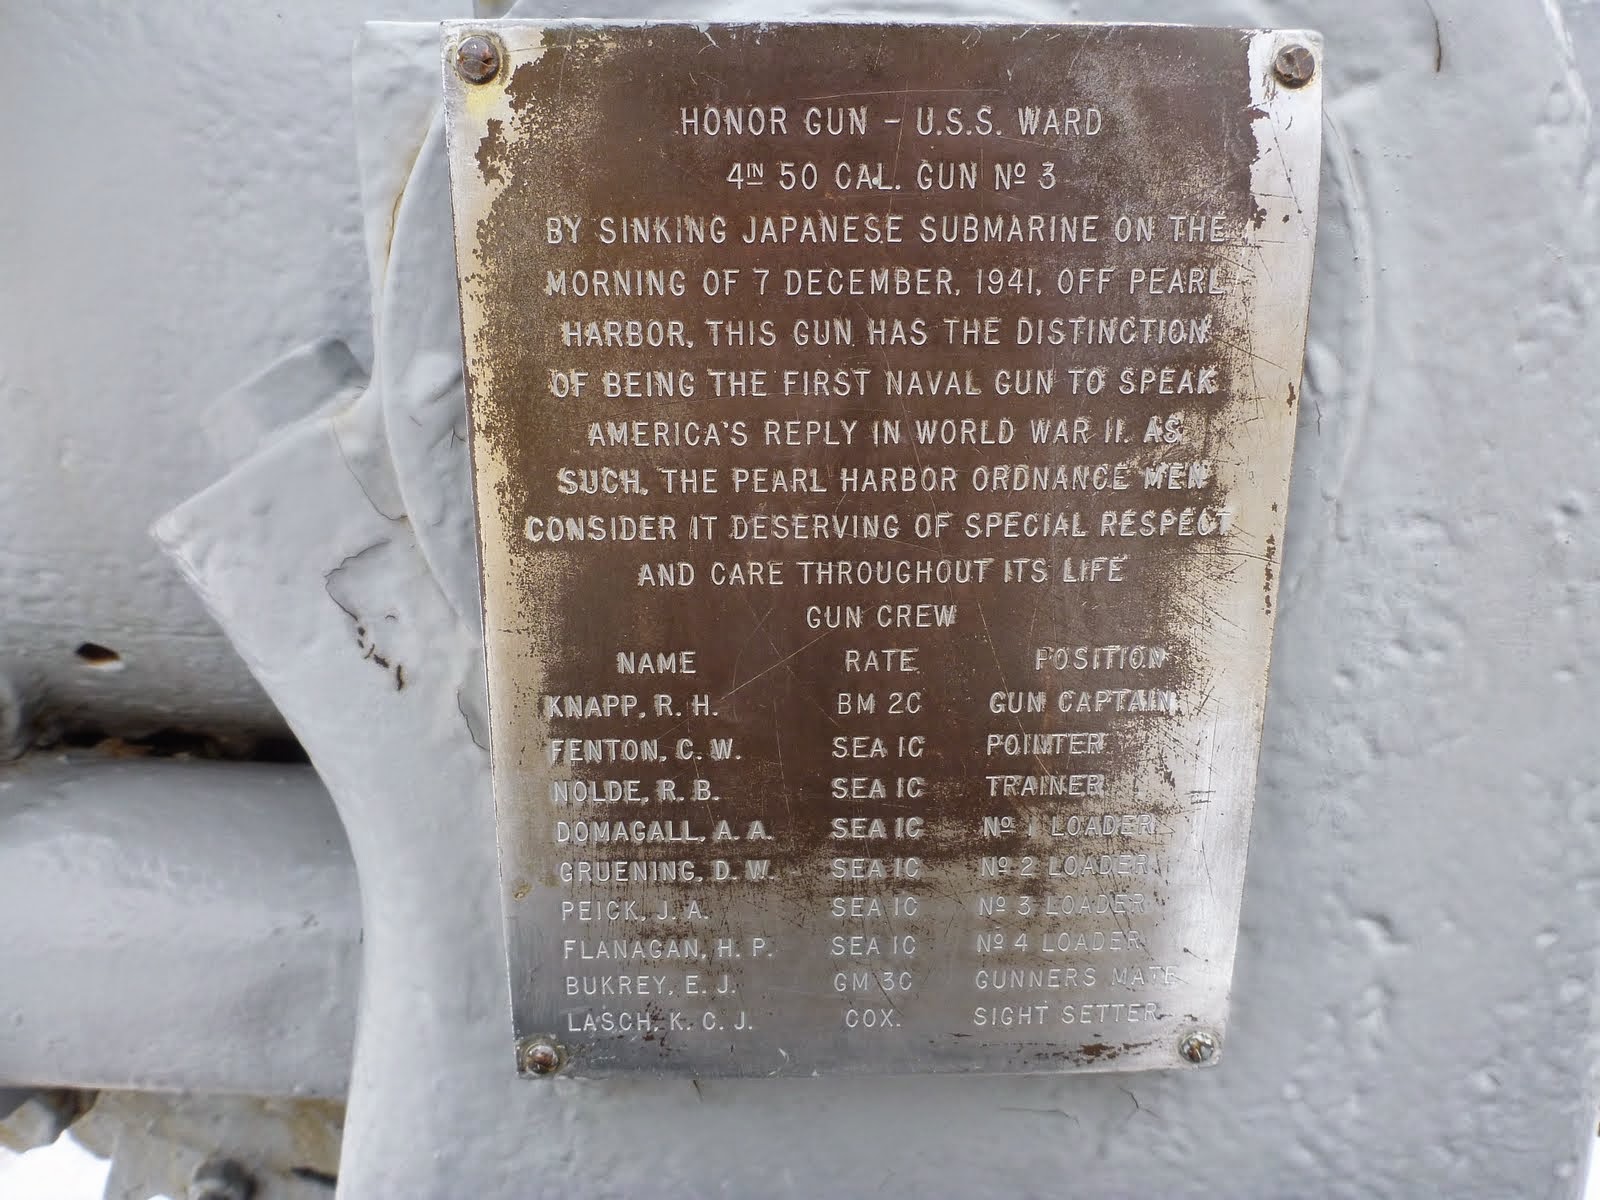 HONOR GUN - U.S.S. WARD
4IN 50 CAL. GUN Nº 3
BY SINKING JAPANESE SUBMARINE ON THE
MORNING OF 7 DECEMBER, 1941, OFF PEARL
HARBOR, THIS GUN HAS THE DISTINCTION
OF BEING THE FIRST NAVAL GUN TO SPEAK
AMERICA'S REPLY IN WORLD WAR II. AS
SUCH, THE PEARL HARBOR ORDNANCE MEN
CONSIDER IT DESERVING OF SPECIAL RESPECT
AND CARE THROUGHOUT ITS LIFE
GUN CREW
NAME RATE POSITION
KNAPP, R. H. BM 2C GUN CAPTAIN
FENTON, C. W. SEA 1C POINTER
NOLDE, R. B. SEA 1C TRAINER
DOMAGALL, A. A. SEA 1C Nº 1 LOADER
GRUENING, D. W. SEA 1C Nº 2 LOADER
PEICK, J. A. SEA 1C Nº 3 LOADER
FLANAGAN, H. P. SEA 1C Nº 4 LOADER
BUKREY, E. J. GM 3C GUNNERS MATE
LASCH, K. C. J. COX. SIGHT SETTER